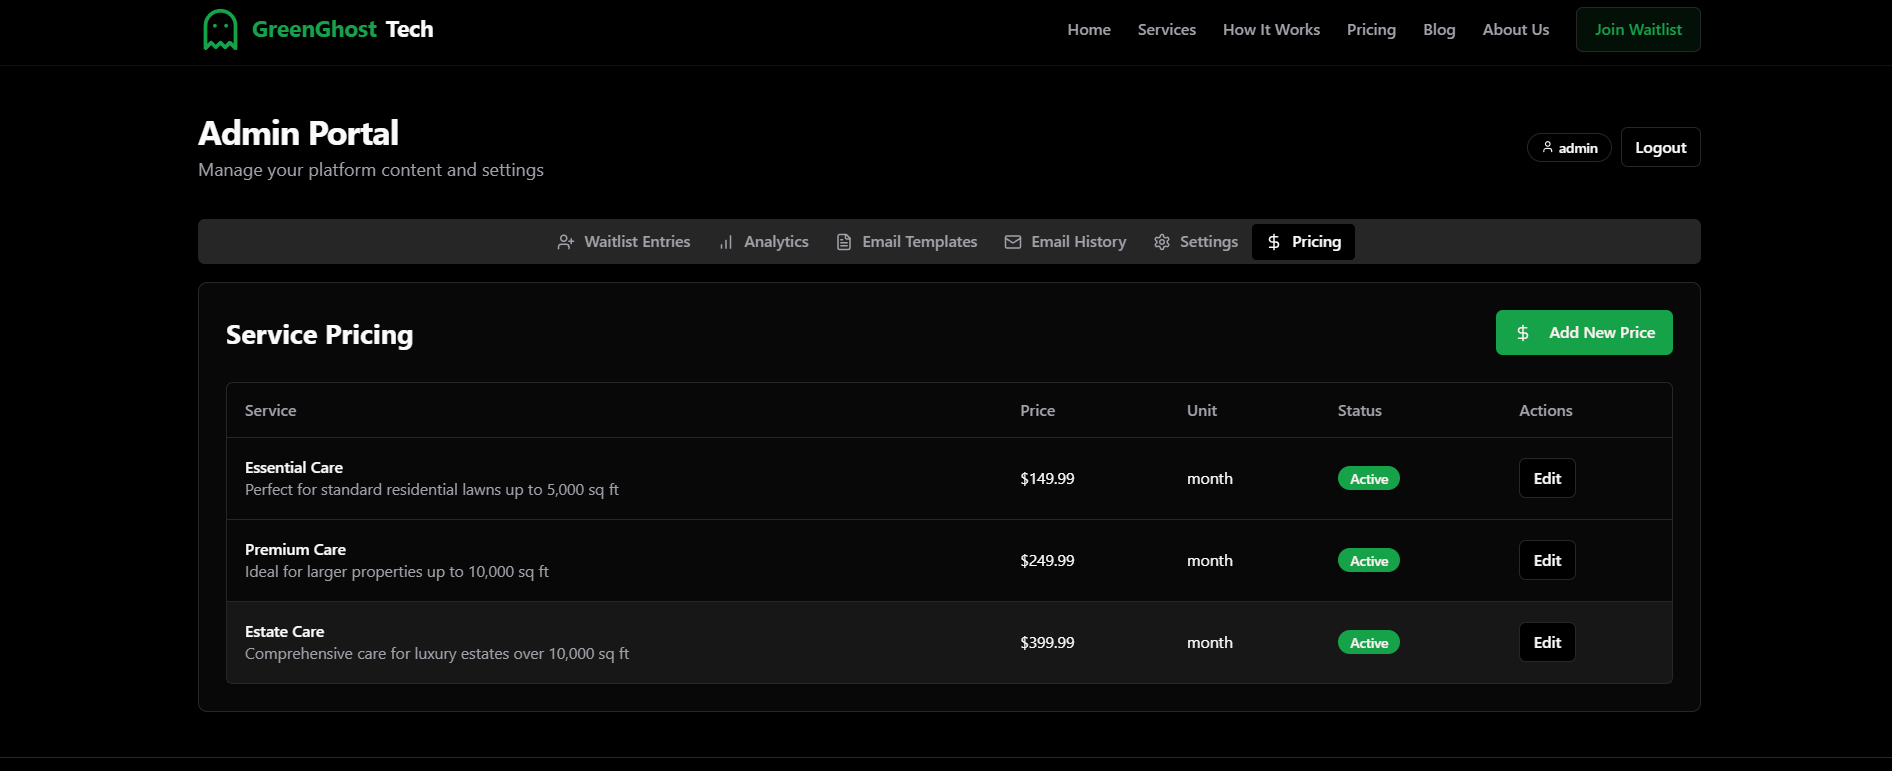 GreenGhost Tech
Home Services How It Works Pricing Blog About Us Join Waitlist
Admin Portal
Manage your platform content and settings
admin Logout
Waitlist Entries Analytics Email Templates Email History Settings $ Pricing
Service Pricing
$ Add New Price
Service Price Unit Status Actions
Essential Care
Perfect for standard residential lawns up to 5,000 sq ft
$149.99 month Active Edit
Premium Care
Ideal for larger properties up to 10,000 sq ft
$249.99 month Active Edit
Estate Care
Comprehensive care for luxury estates over 10,000 sq ft
$399.99 month Active Edit